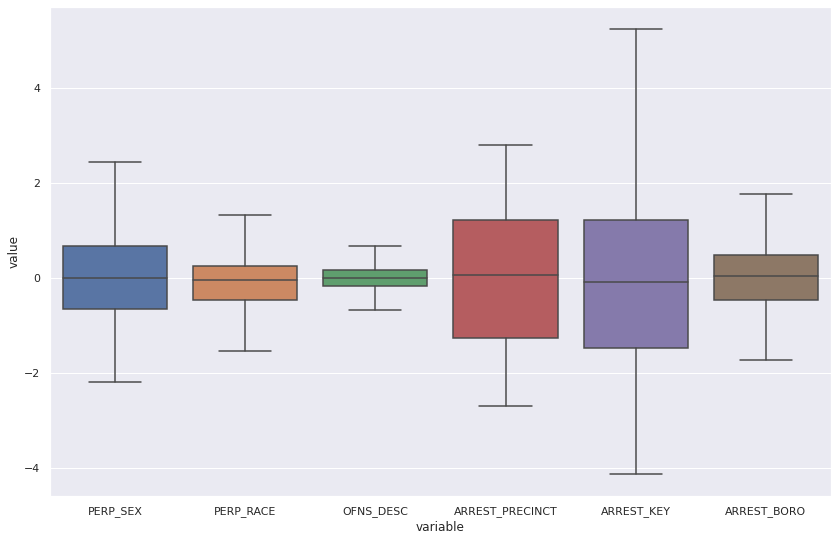 value
4
2
0
−2
−4
PERP_SEX PERP_RACE OFNS_DESC ARREST_PRECINCT ARREST_KEY ARREST_BORO
variable